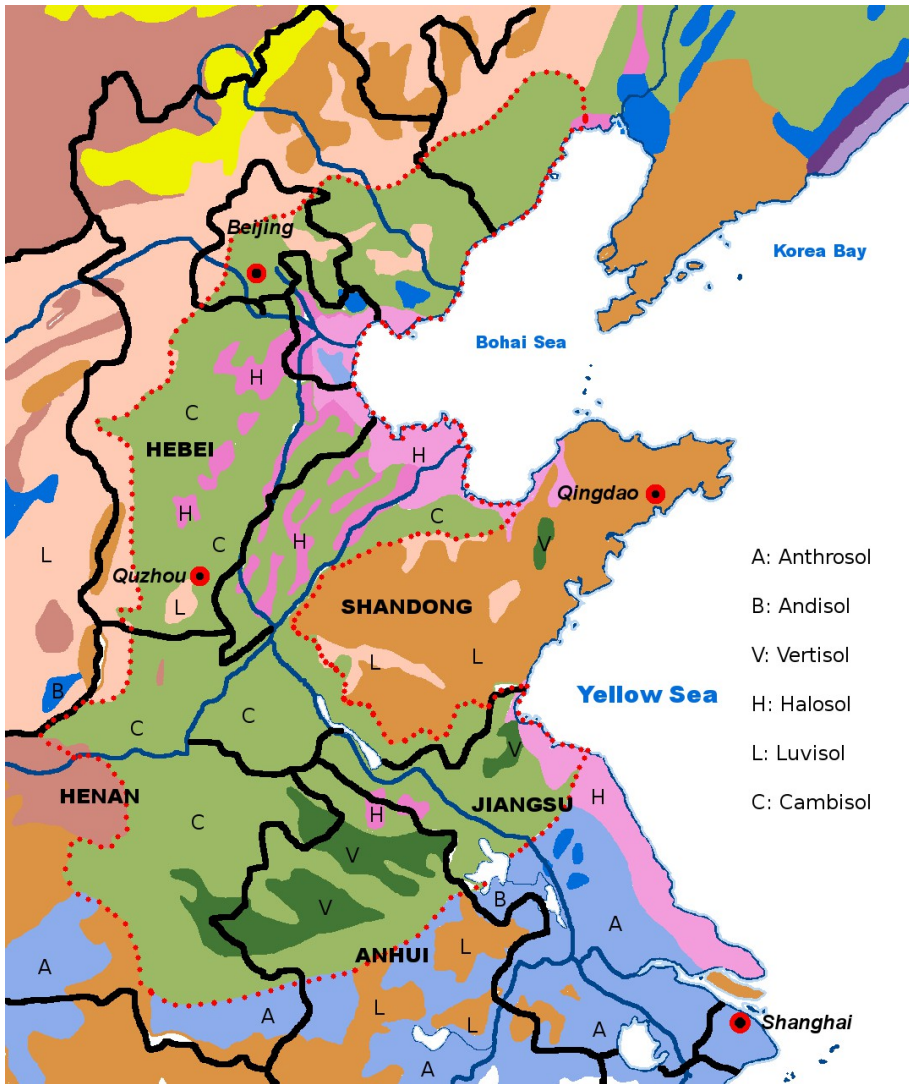 Beijing
Korea Bay
Bohai Sea
H
C
HEBEI
H
Qingdao
H
C
C
H
V
L
A: Anthrosol
Quzhou
L
SHANDONG
B: Andisol
L
L
V: Vertisol
B
Yellow Sea
H: Halosol
C
C
V
L: Luvisol
HENAN
JIANGSU
H
C: Cambisol
H
C
V
V
B
A
ANHUI
L
A
L
A
L
Shanghai
A
A